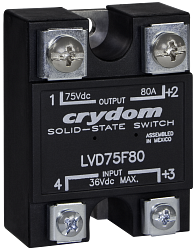 1 75Vdc 80A +2
OUTPUT
crydom
SOLID-STATE SWITCH
ASSEMBLED
IN MEXICO
LVD75F80
4 INPUT +3
36Vdc MAX.